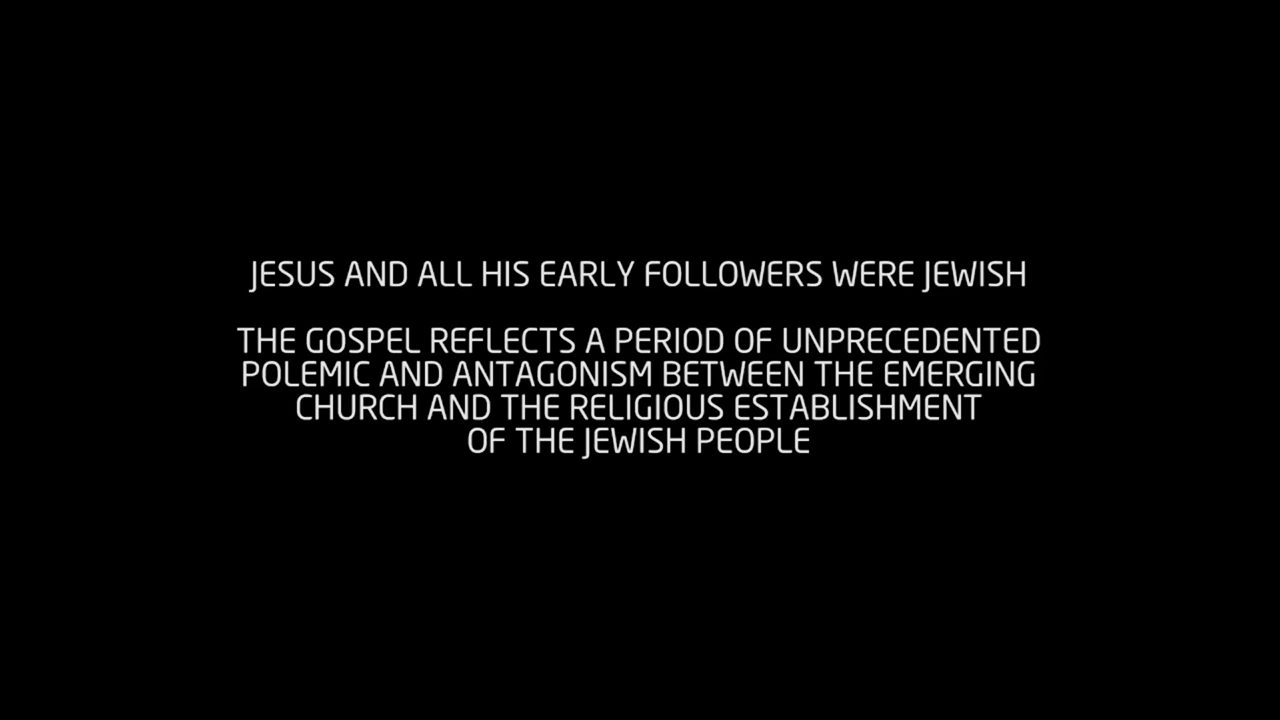 JESUS AND ALL HIS EARLY FOLLOWERS WERE JEWISH
THE GOSPEL REFLECTS A PERIOD OF UNPRECEDENTED
POLEMIC AND ANTAGONISM BETWEEN THE EMERGING
CHURCH AND THE RELIGIOUS ESTABLISHMENT
OF THE JEWISH PEOPLE